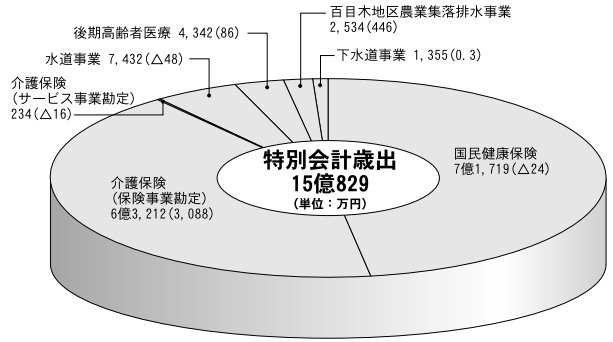 百目木地区農業集落排水事業
2,534(446)
後期高齢者医療 4,342(86)
下水道事業 1,355(0.3)
水道事業 7,432(△48)
介護保険
(サービス事業勘定)
234(△16)
特別会計歳出
15億829
(単位:万円)
国民健康保険
7億1,719(△24)
介護保険
(保険事業勘定)
6億3,212(3,088)